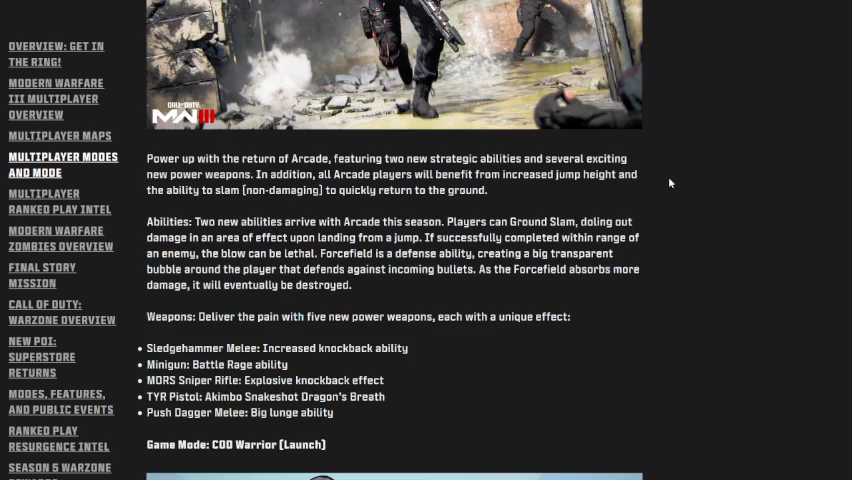 OVERVIEW: GET IN
THE RING!
MODERN WARFARE
III MULTIPLAYER
OVERVIEW
MULTIPLAYER MAPS
MULTIPLAYER MODES
AND MODE
MULTIPLAYER
RANKED PLAY INTEL
MODERN WARFARE
ZOMBIES OVERVIEW
FINAL STORY
MISSION
CALL OF DUTY:
WARZONE OVERVIEW
NEW POI:
SUPERSTORE
RETURNS
MODES, FEATURES,
AND PUBLIC EVENTS
RANKED PLAY
RESURGENCE INTEL
SEASON 5 WARZONE
CALL OF DUTY
MWIII
Power up with the return of Arcade, featuring two new strategic abilities and several exciting
new power weapons. In addition, all Arcade players will benefit from increased jump height and
the ability to slam (non-damaging) to quickly return to the ground.
Abilities: Two new abilities arrive with Arcade this season. Players can Ground Slam, doling out
damage in an area of effect upon landing from a jump. If successfully completed within range of
an enemy, the blow can be lethal. Forcefield is a defense ability, creating a big transparent
bubble around the player that defends against incoming bullets. As the Forcefield absorbs more
damage, it will eventually be destroyed.
Weapons: Deliver the pain with five new power weapons, each with a unique effect:
• Sledgehammer Melee: Increased knockback ability
• Minigun: Battle Rage ability
• MORS Sniper Rifle: Explosive knockback effect
• TYR Pistol: Akimbo Snakeshot Dragon's Breath
• Push Dagger Melee: Big lunge ability
Game Mode: COD Warrior (Launch)